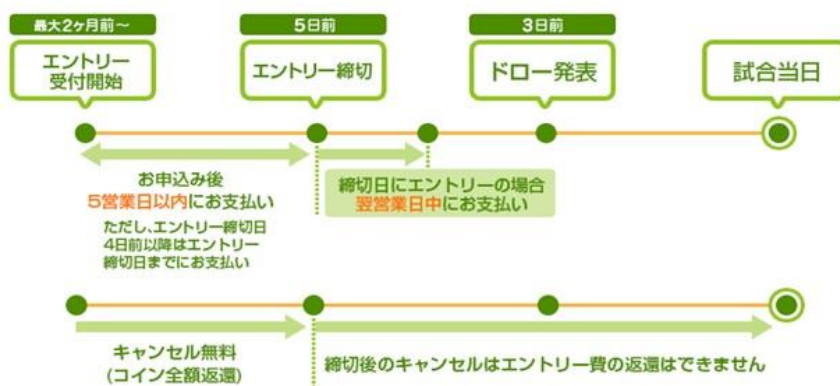 最大2ヶ月前～
エントリー
受付開始
5日前
エントリー締切
3日前
ドロー発表
試合当日
お申込み後
5営業日以内にお支払い
ただし、エントリー締切日
4日前以降はエントリー
締切日までにお支払い
締切日にエントリーの場合
翌営業日中にお支払い
キャンセル無料
(コイン全額返還)
締切後のキャンセルはエントリー費の返還はできません